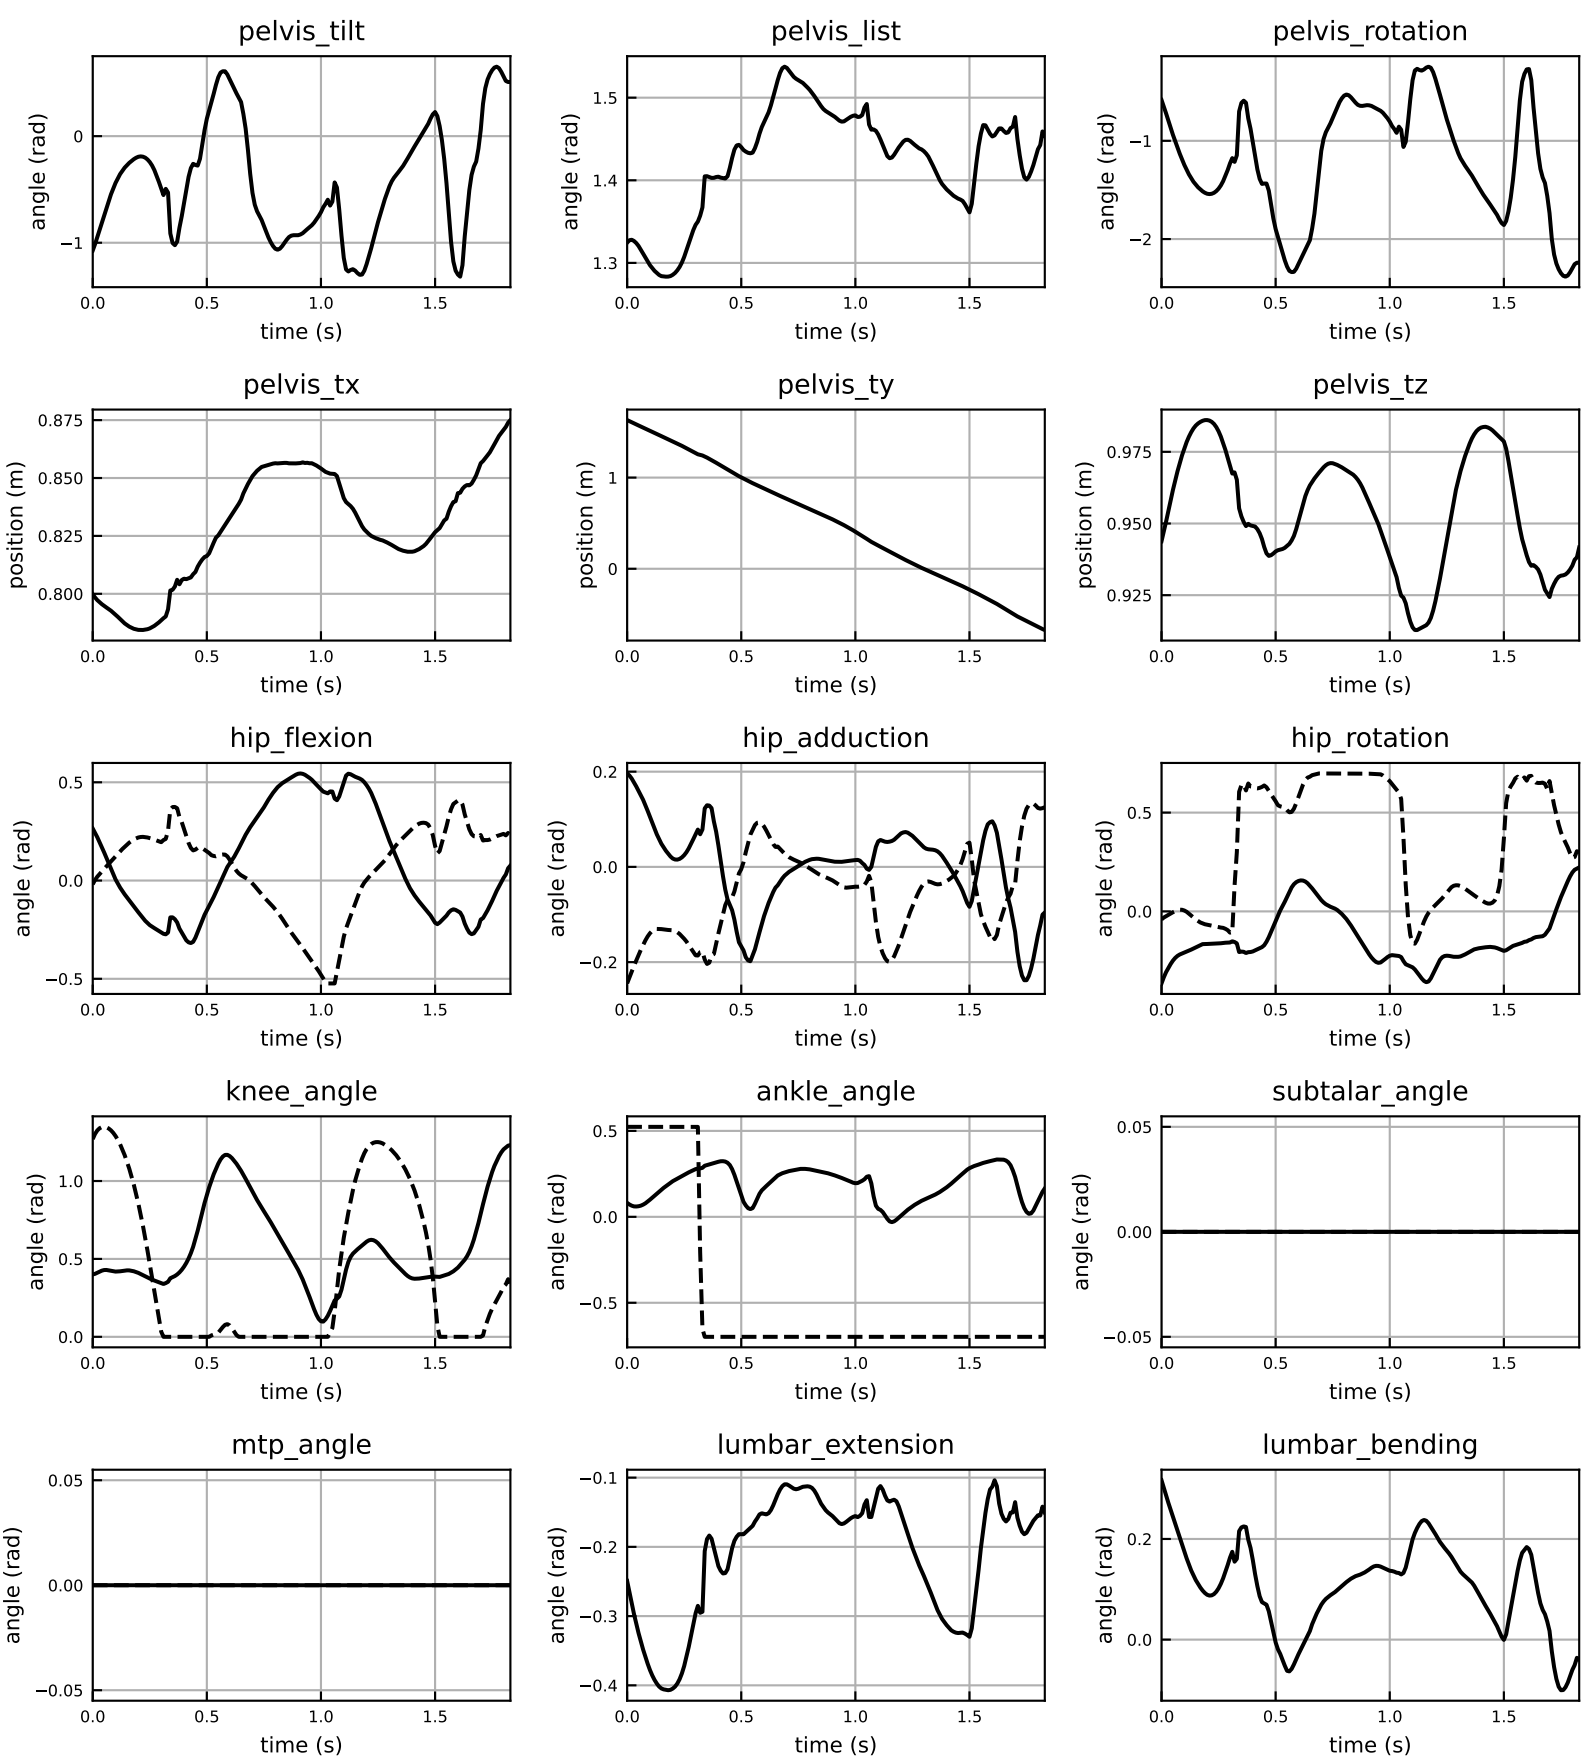 pelvis_tilt
angle (rad)
0
−1
0.0 0.5 1.0 1.5
time (s)
pelvis_list
angle (rad)
1.5
1.4
1.3
0.0 0.5 1.0 1.5
time (s)
pelvis_rotation
angle (rad)
−1
−2
0.0 0.5 1.0 1.5
time (s)
pelvis_tx
position (m)
0.875
0.850
0.825
0.800
0.0 0.5 1.0 1.5
time (s)
pelvis_ty
position (m)
1
0
0.0 0.5 1.0 1.5
time (s)
pelvis_tz
position (m)
0.975
0.950
0.925
0.0 0.5 1.0 1.5
time (s)
hip_flexion
angle (rad)
0.5
0.0
−0.5
0.0 0.5 1.0 1.5
time (s)
hip_adduction
angle (rad)
0.2
0.0
−0.2
0.0 0.5 1.0 1.5
time (s)
hip_rotation
angle (rad)
0.5
0.0
0.0 0.5 1.0 1.5
time (s)
knee_angle
angle (rad)
1.0
0.5
0.0
0.0 0.5 1.0 1.5
time (s)
ankle_angle
angle (rad)
0.5
0.0
−0.5
0.0 0.5 1.0 1.5
time (s)
subtalar_angle
angle (rad)
0.05
0.00
−0.05
0.0 0.5 1.0 1.5
time (s)
mtp_angle
angle (rad)
0.05
0.00
−0.05
0.0 0.5 1.0 1.5
time (s)
lumbar_extension
angle (rad)
−0.1
−0.2
−0.3
−0.4
0.0 0.5 1.0 1.5
time (s)
lumbar_bending
angle (rad)
0.2
0.0
0.0 0.5 1.0 1.5
time (s)